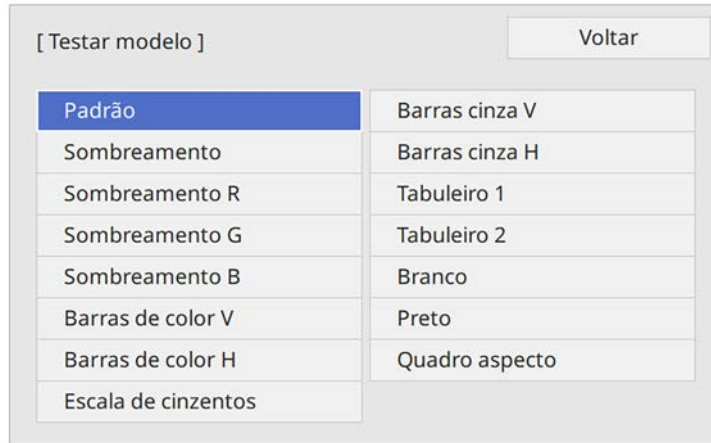 [ Testar modelo ]
Voltar
Padrão
Sombreamento
Sombreamento R
Sombreamento G
Sombreamento B
Barras de color V
Barras de color H
Escala de cinzentos
Barras cinza V
Barras cinza H
Tabuleiro 1
Tabuleiro 2
Branco
Preto
Quadro aspecto